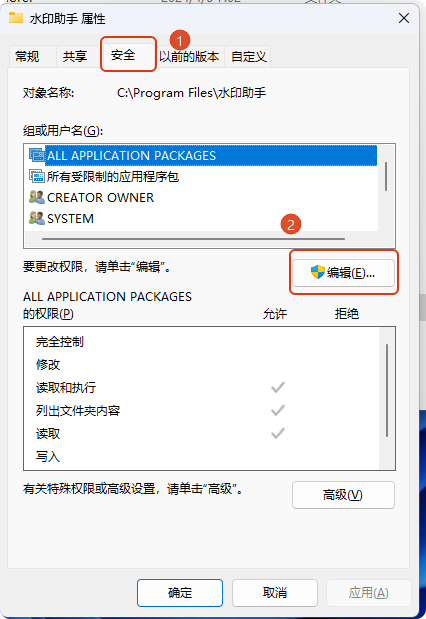 水印助手 属性
常规 共享 安全 1 以前的版本 自定义
对象名称: C:\Program Files\水印助手
组或用户名(G):
ALL APPLICATION PACKAGES
所有受限制的应用程序包
CREATOR OWNER
SYSTEM
2
要更改权限，请单击“编辑”。
编辑(E)...
ALL APPLICATION PACKAGES
的权限(P) 允许 拒绝
完全控制
修改
读取和执行
列出文件夹内容
读取
写入
有关特殊权限或高级设置，请单击“高级”。
高级(V)
确定 取消 应用(A)